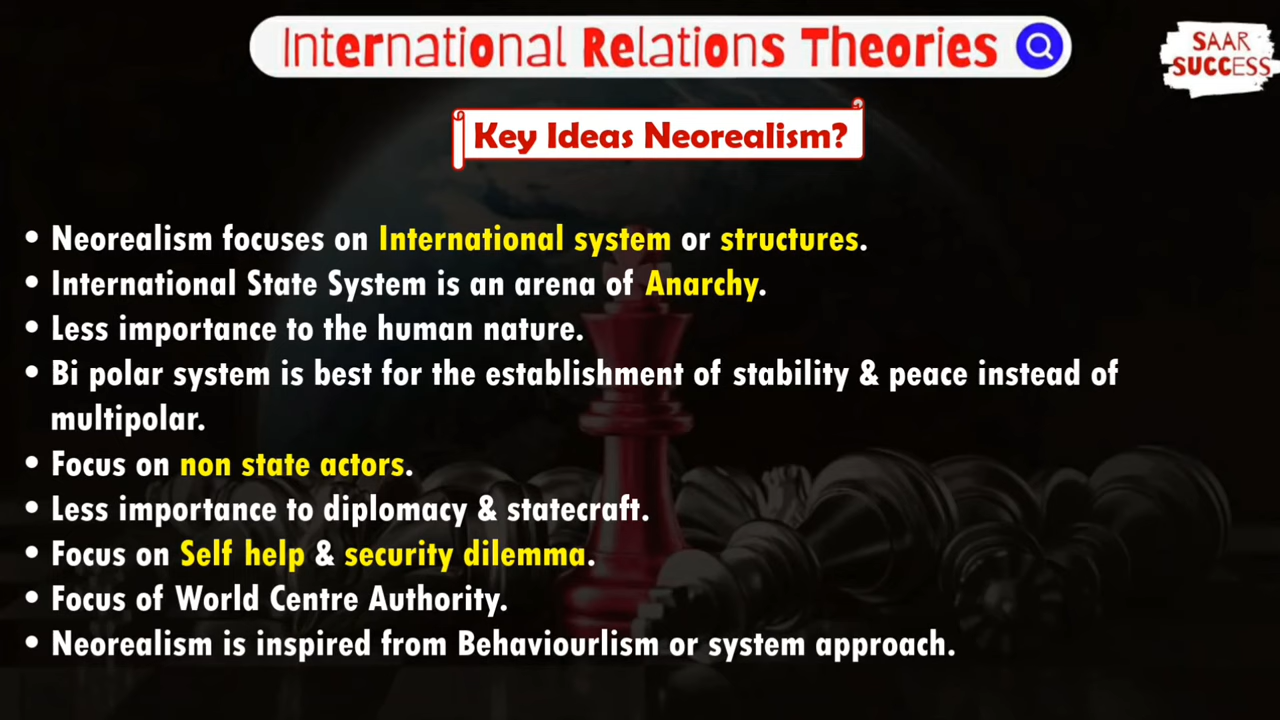 International Relations Theories
SAAR
SUCCESS
Key Ideas Neorealism?
• Neorealism focuses on International system or structures.
• International State System is an arena of Anarchy.
• Less importance to the human nature.
• Bi polar system is best for the establishment of stability & peace instead of
multipolar.
• Focus on non state actors.
• Less importance to diplomacy & statecraft.
• Focus on Self help & security dilemma.
• Focus of World Centre Authority.
• Neorealism is inspired from Behaviourlism or system approach.